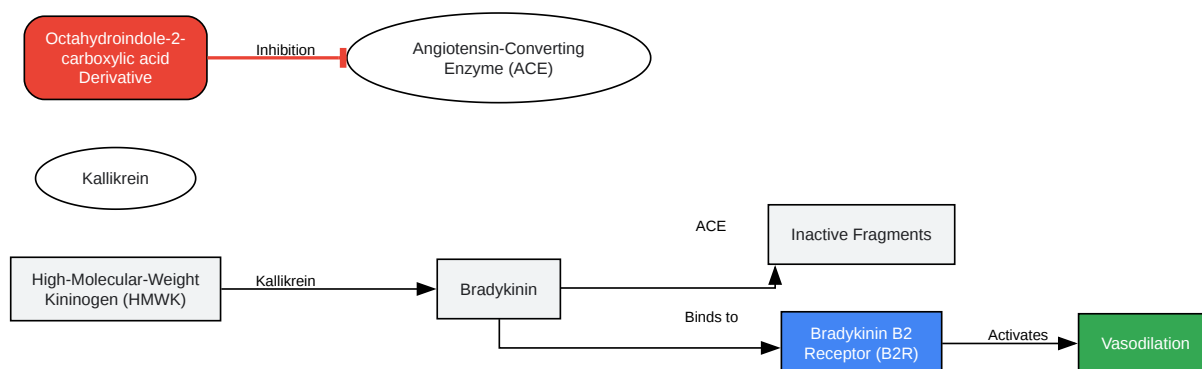 Octahydroindole-2-
carboxylic acid
Derivative
Inhibition
Angiotensin-Converting
Enzyme (ACE)
Kallikrein
ACE
Inactive Fragments
High-Molecular-Weight
Kininogen (HMWK)
Kallikrein
Bradykinin
Binds to
Bradykinin B2
Receptor (B2R)
Activates
Vasodilation